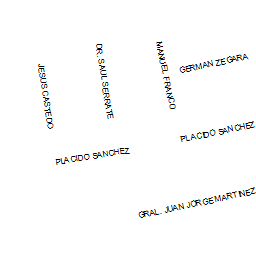 JESUS CASTEDO
DR. SAUL SERRATE
MANUEL FRANCO
GERMAN ZEGARA
PLACIDO SANCHEZ
PLACIDO SANCHEZ
GRAL. JUAN JORGE MARTINEZ